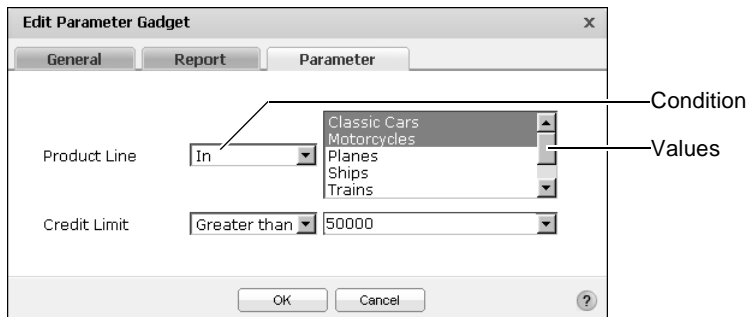 Edit Parameter Gadget x
General Report Parameter
Condition
Classic Cars
Motorcycles
Values
Product Line In Planes
Ships
Trains
Credit Limit Greater than 50000
OK Cancel ?